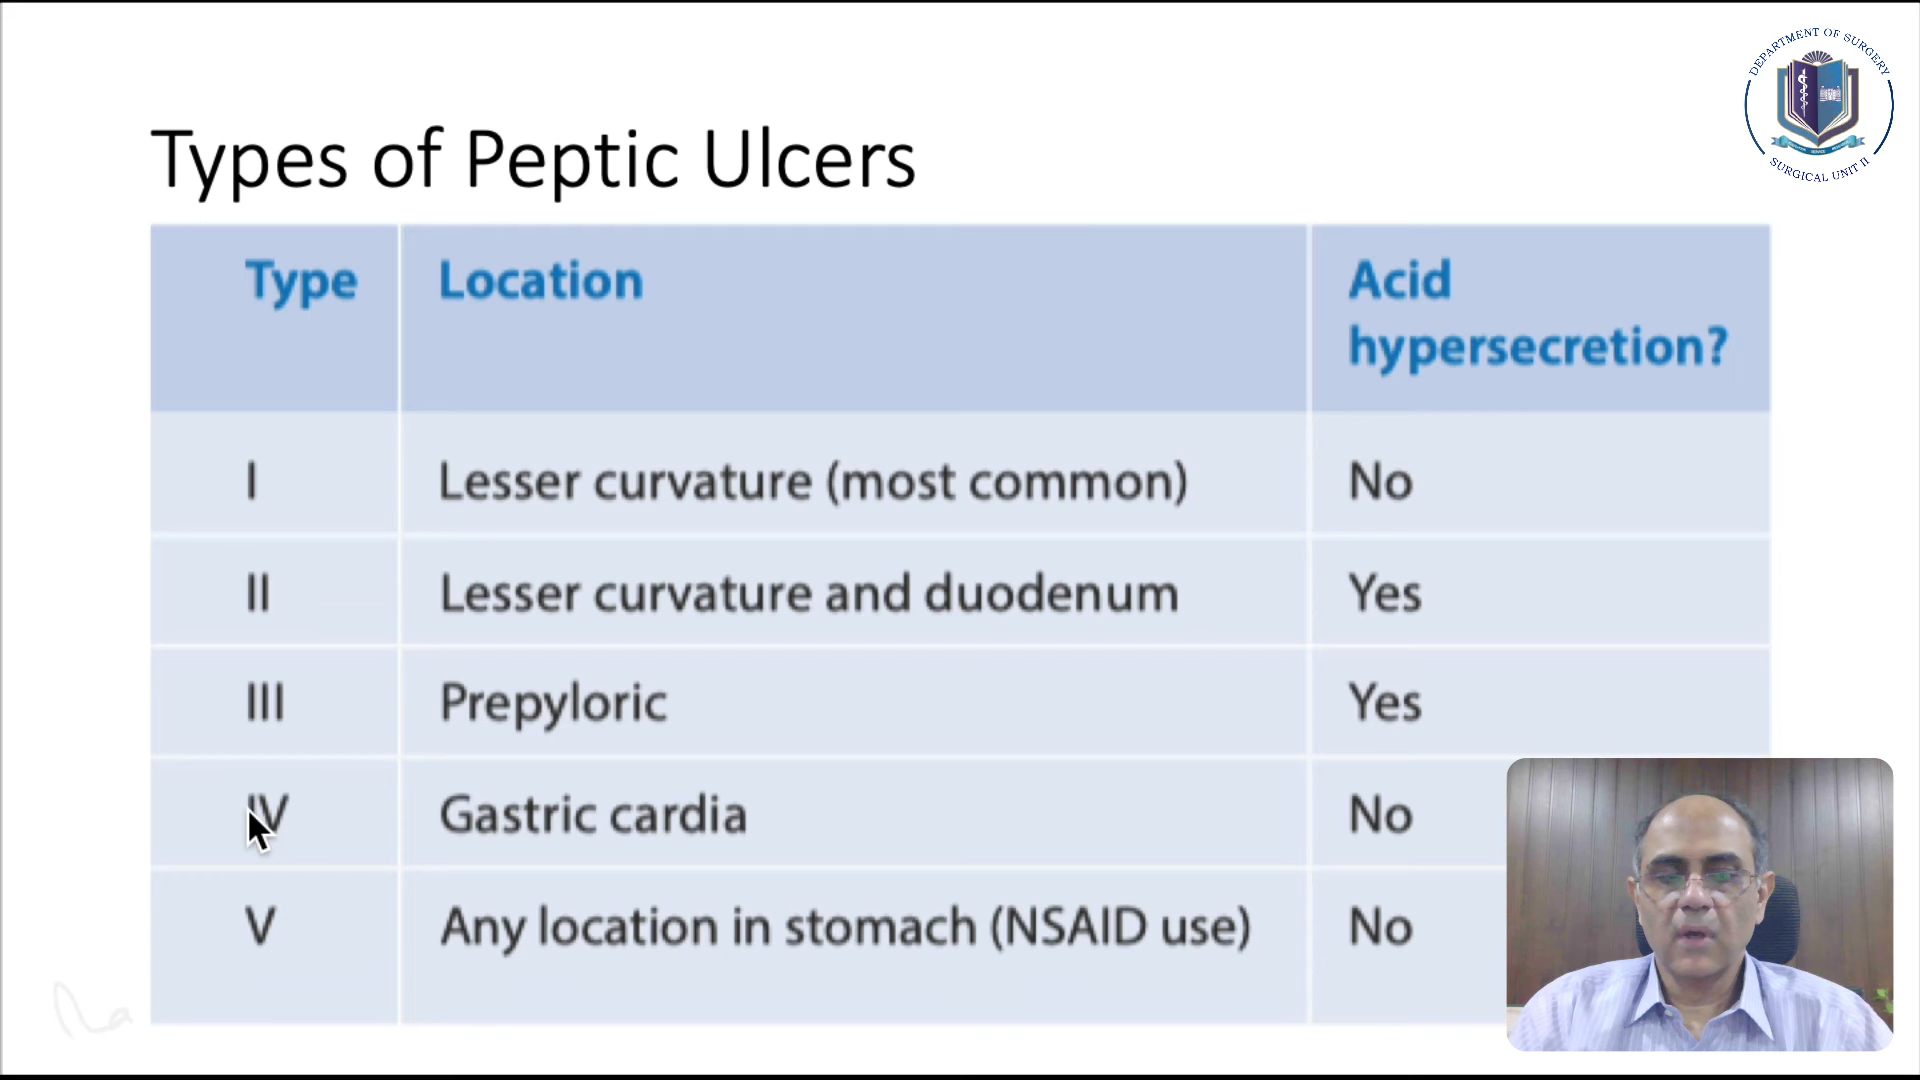 DEPARTMENT OF SURGERY
SURGICAL UNIT II
Types of Peptic Ulcers
Type Location Acid hypersecretion?
I Lesser curvature (most common) No
II Lesser curvature and duodenum Yes
III Prepyloric Yes
IV Gastric cardia No
V Any location in stomach (NSAID use) No